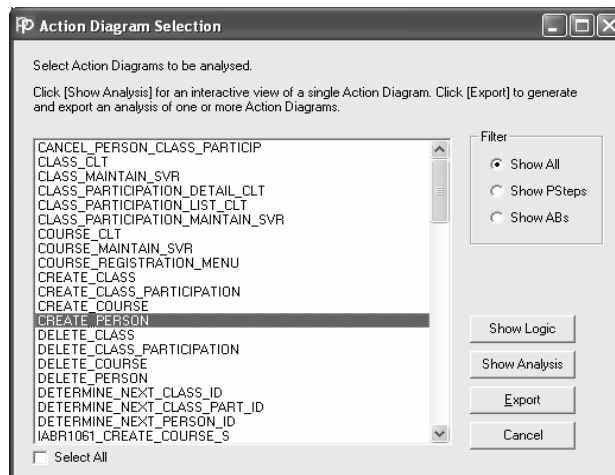 Action Diagram Selection
Select Action Diagrams to be analysed.
Click [Show Analysis] for an interactive view of a single Action Diagram. Click [Export] to generate
and export an analysis of one or more Action Diagrams.
CANCEL_PERSON_CLASS_PARTICIP
CLASS_CLT
CLASS_MAINTAIN_SVR
CLASS_PARTICIPATION_DETAIL_CLT
CLASS_PARTICIPATION_LIST_CLT
CLASS_PARTICIPATION_MAINTAIN_SVR
COURSE_CLT
COURSE_MAINTAIN_SVR
COURSE_REGISTRATION_MENU
CREATE_CLASS
CREATE_CLASS_PARTICIPATION
CREATE_COURSE
CREATE_PERSON
DELETE_CLASS
DELETE_CLASS_PARTICIPATION
DELETE_COURSE
DELETE_PERSON
DETERMINE_NEXT_CLASS_ID
DETERMINE_NEXT_CLASS_PART_ID
DETERMINE_NEXT_PERSON_ID
IABR1061_CREATE_COURSE_S
Select All
Filter
Show All
Show PSteps
Show ABs
Show Logic
Show Analysis
Export
Cancel